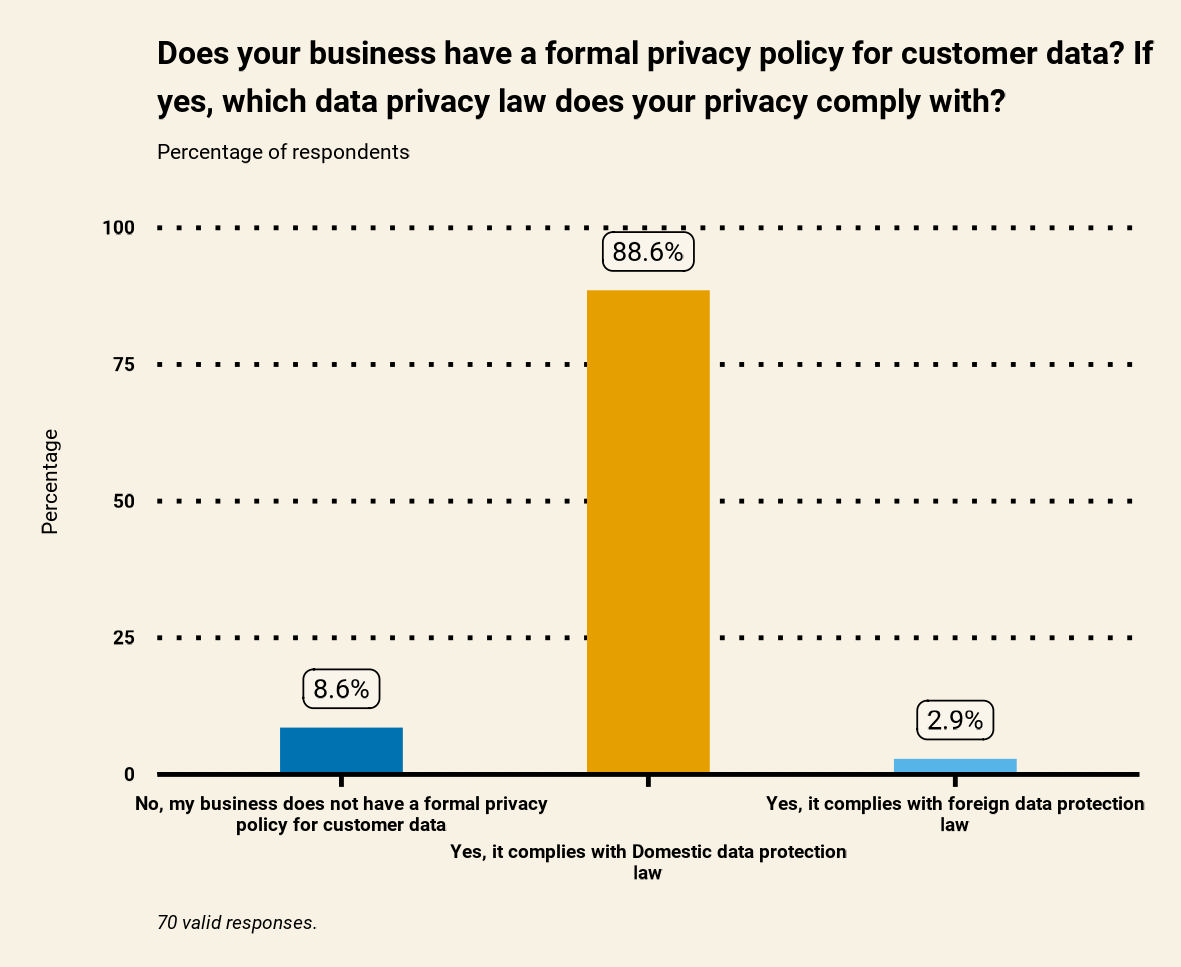 Does your business have a formal privacy policy for customer data? If
yes, which data privacy law does your privacy comply with?
Percentage of respondents
Percentage
100
75
50
25
0
88.6%
8.6%
2.9%
No, my business does not have a formal privacy
policy for customer data
Yes, it complies with Domestic data protection
law
Yes, it complies with foreign data protection
law
70 valid responses.